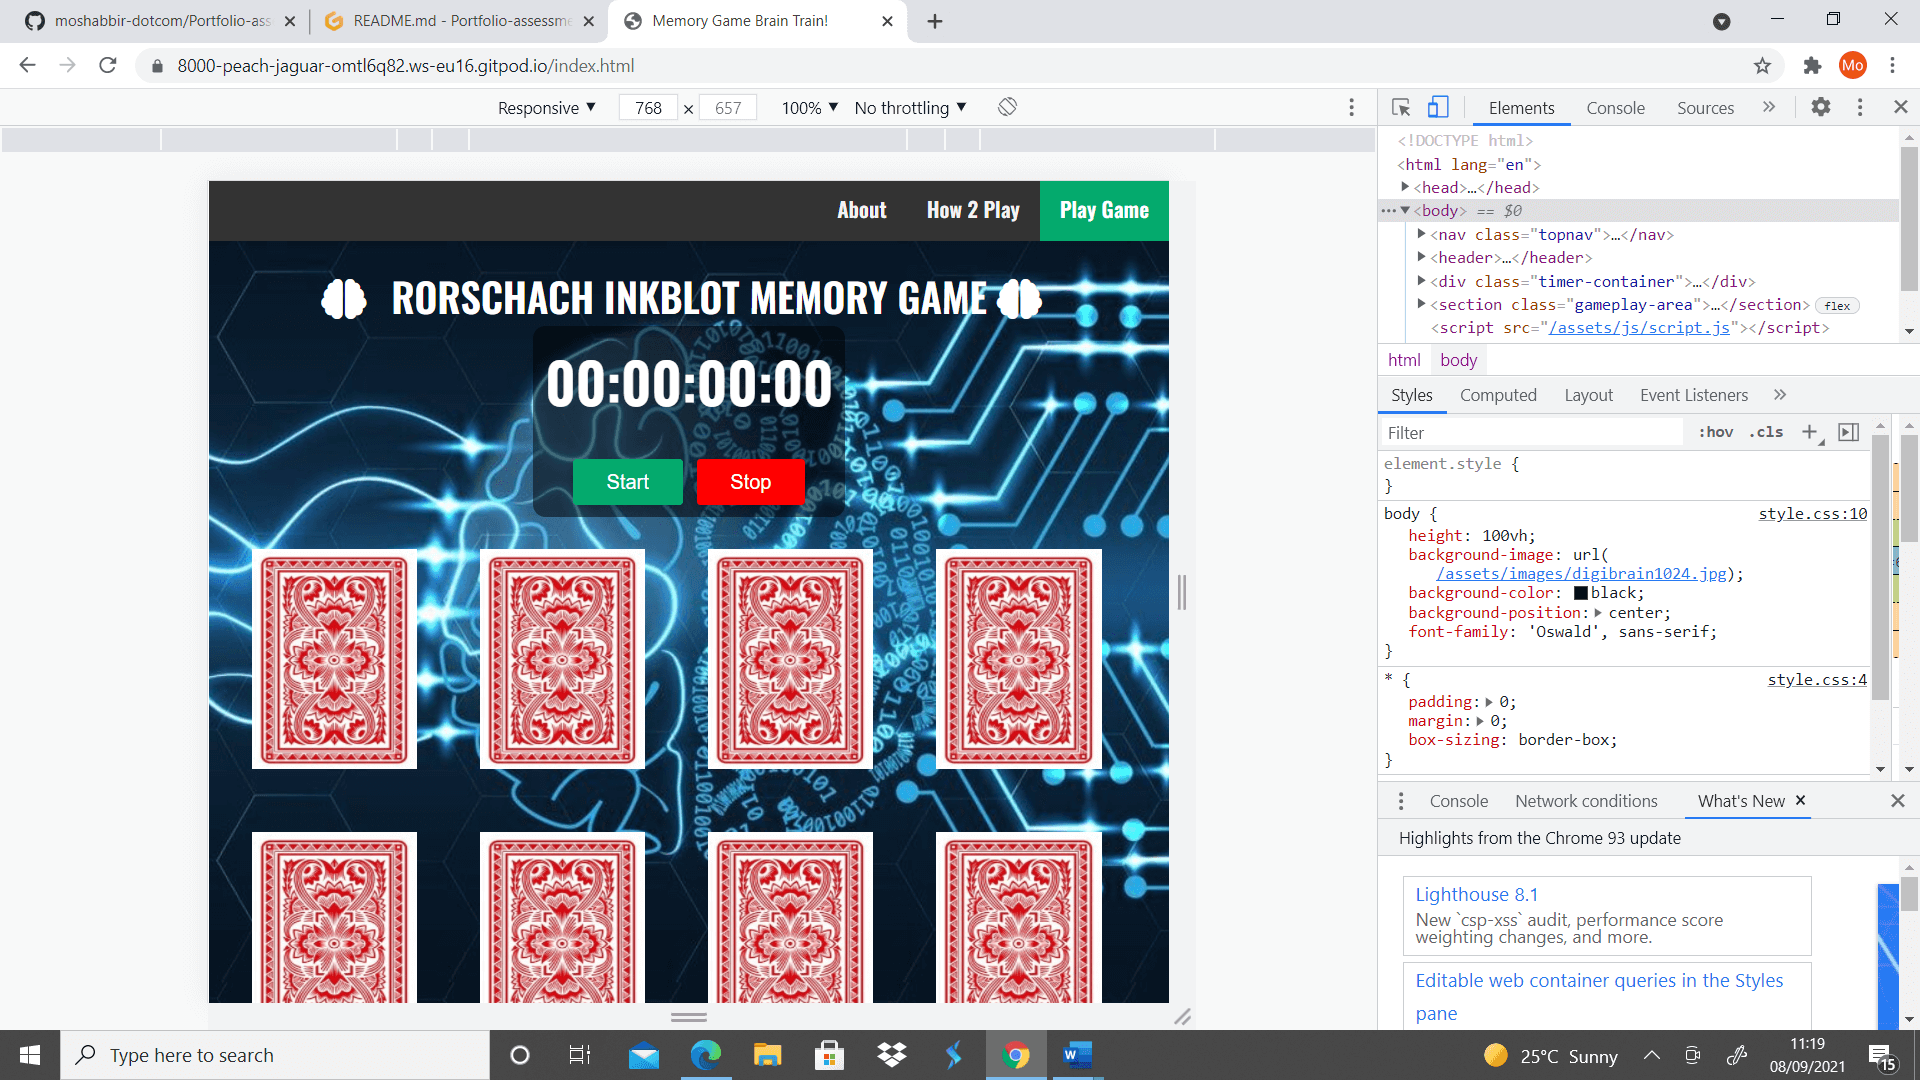 moshabbir-dotcom/Portfolio-ass
README.md - Portfolio-assessme
Memory Game Brain Train!
8000-peach-jaguar-omtl6q82.ws-eu16.gitpod.io/index.html
Mo
Responsive ▼ 768 × 657 100% ▼ No throttling ▼
Elements Console Sources »
<!DOCTYPE html>
<html lang="en">
▶<head>…</head>
…▼<body> == $0
▶<nav class="topnav">…</nav>
▶<header>…</header>
▶<div class="timer-container">…</div>
▶<section class="gameplay-area">…</section> flex
<script src="/assets/js/script.js"></script>
html body
Styles Computed Layout Event Listeners »
Filter :hov .cls +
element.style {
}
body { style.css:10
height: 100vh;
background-image: url(
/assets/images/digibrain1024.jpg);
background-color: black;
background-position:▶ center;
font-family: 'Oswald', sans-serif;
}
* { style.css:4
padding:▶ 0;
margin:▶ 0;
box-sizing: border-box;
}
Console Network conditions What's New
Highlights from the Chrome 93 update
Lighthouse 8.1
New `csp-xss` audit, performance score
weighting changes, and more.
Editable web container queries in the Styles
pane
About How 2 Play Play Game
RORSCHACH INKBLOT MEMORY GAME
00:00:00:00
Start Stop
Type here to search
25°C Sunny
11:19
08/09/2021
15